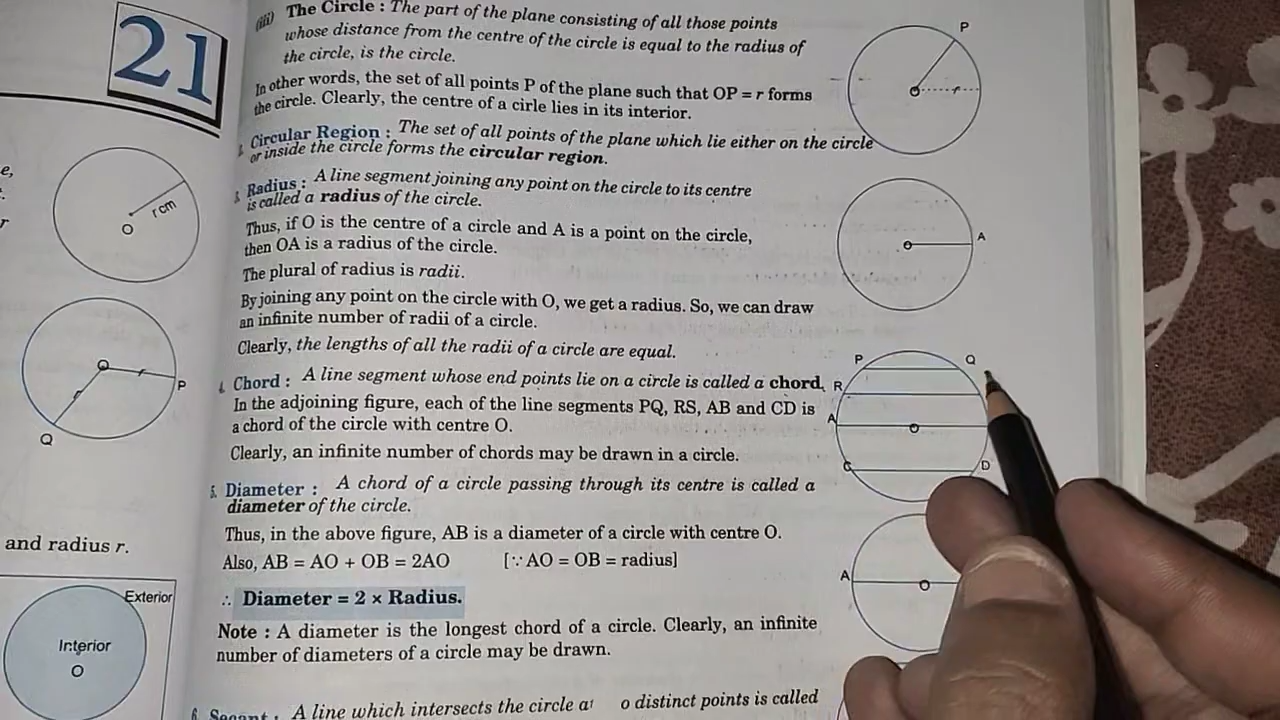 21
e,
r
r cm
O
O
r
r
P
Q
and radius r.
Exterior
Interior
O
(iii) The Circle : The part of the plane consisting of all those points
whose distance from the centre of the circle is equal to the radius of
the circle, is the circle.
In other words, the set of all points P of the plane such that OP = r forms
the circle. Clearly, the centre of a cirle lies in its interior.
Circular Region : The set of all points of the plane which lie either on the circle
or inside the circle forms the circular region.
3. Radius : A line segment joining any point on the circle to its centre
is called a radius of the circle.
Thus, if O is the centre of a circle and A is a point on the circle,
then OA is a radius of the circle.
The plural of radius is radii.
By joining any point on the circle with O, we get a radius. So, we can draw
an infinite number of radii of a circle.
Clearly, the lengths of all the radii of a circle are equal.
4. Chord : A line segment whose end points lie on a circle is called a chord.
In the adjoining figure, each of the line segments PQ, RS, AB and CD is
a chord of the circle with centre O.
Clearly, an infinite number of chords may be drawn in a circle.
5. Diameter : A chord of a circle passing through its centre is called a
diameter of the circle.
Thus, in the above figure, AB is a diameter of a circle with centre O.
Also, AB = AO + OB = 2AO [∵ AO = OB = radius]
∴ Diameter = 2 × Radius.
Note : A diameter is the longest chord of a circle. Clearly, an infinite
number of diameters of a circle may be drawn.
6. Secant : A line which intersects the circle at o distinct points is called
P
O
r
O
A
P
Q
R
A
O
C
D
A
O